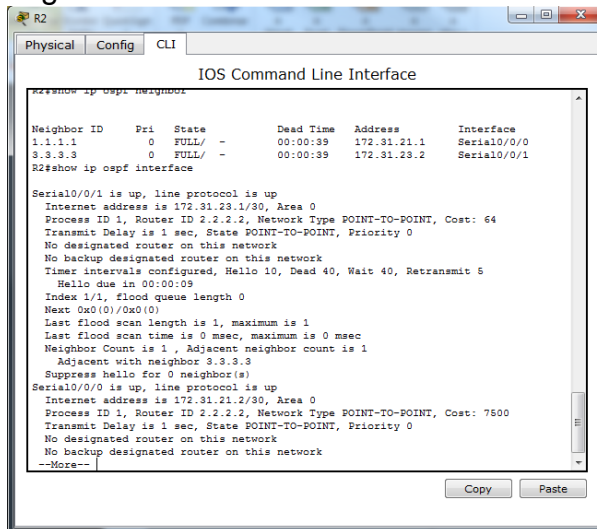 R2
Physical Config CLI
IOS Command Line Interface
R2#show ip ospf neighbor
Neighbor ID Pri State Dead Time Address Interface
1.1.1.1 0 FULL/ - 00:00:39 172.31.21.1 Serial0/0/0
3.3.3.3 0 FULL/ - 00:00:39 172.31.23.2 Serial0/0/1
R2#show ip ospf interface
Serial0/0/1 is up, line protocol is up
Internet address is 172.31.23.1/30, Area 0
Process ID 1, Router ID 2.2.2.2, Network Type POINT-TO-POINT, Cost: 64
Transmit Delay is 1 sec, State POINT-TO-POINT, Priority 0
No designated router on this network
No backup designated router on this network
Timer intervals configured, Hello 10, Dead 40, Wait 40, Retransmit 5
Hello due in 00:00:09
Index 1/1, flood queue length 0
Next 0x0(0)/0x0(0)
Last flood scan length is 1, maximum is 1
Last flood scan time is 0 msec, maximum is 0 msec
Neighbor Count is 1 , Adjacent neighbor count is 1
Adjacent with neighbor 3.3.3.3
Suppress hello for 0 neighbor(s)
Serial0/0/0 is up, line protocol is up
Internet address is 172.31.21.2/30, Area 0
Process ID 1, Router ID 2.2.2.2, Network Type POINT-TO-POINT, Cost: 7500
Transmit Delay is 1 sec, State POINT-TO-POINT, Priority 0
No designated router on this network
No backup designated router on this network
--More--
Copy Paste